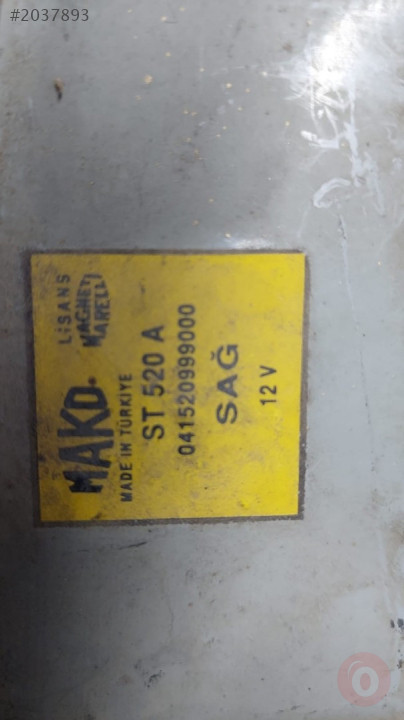 #2037893
MAKO.
LİSANS
MAGNETI
MARELLI
MADE IN TÜRKİYE
ST 520 A
041520999000
SAĞ
12 V